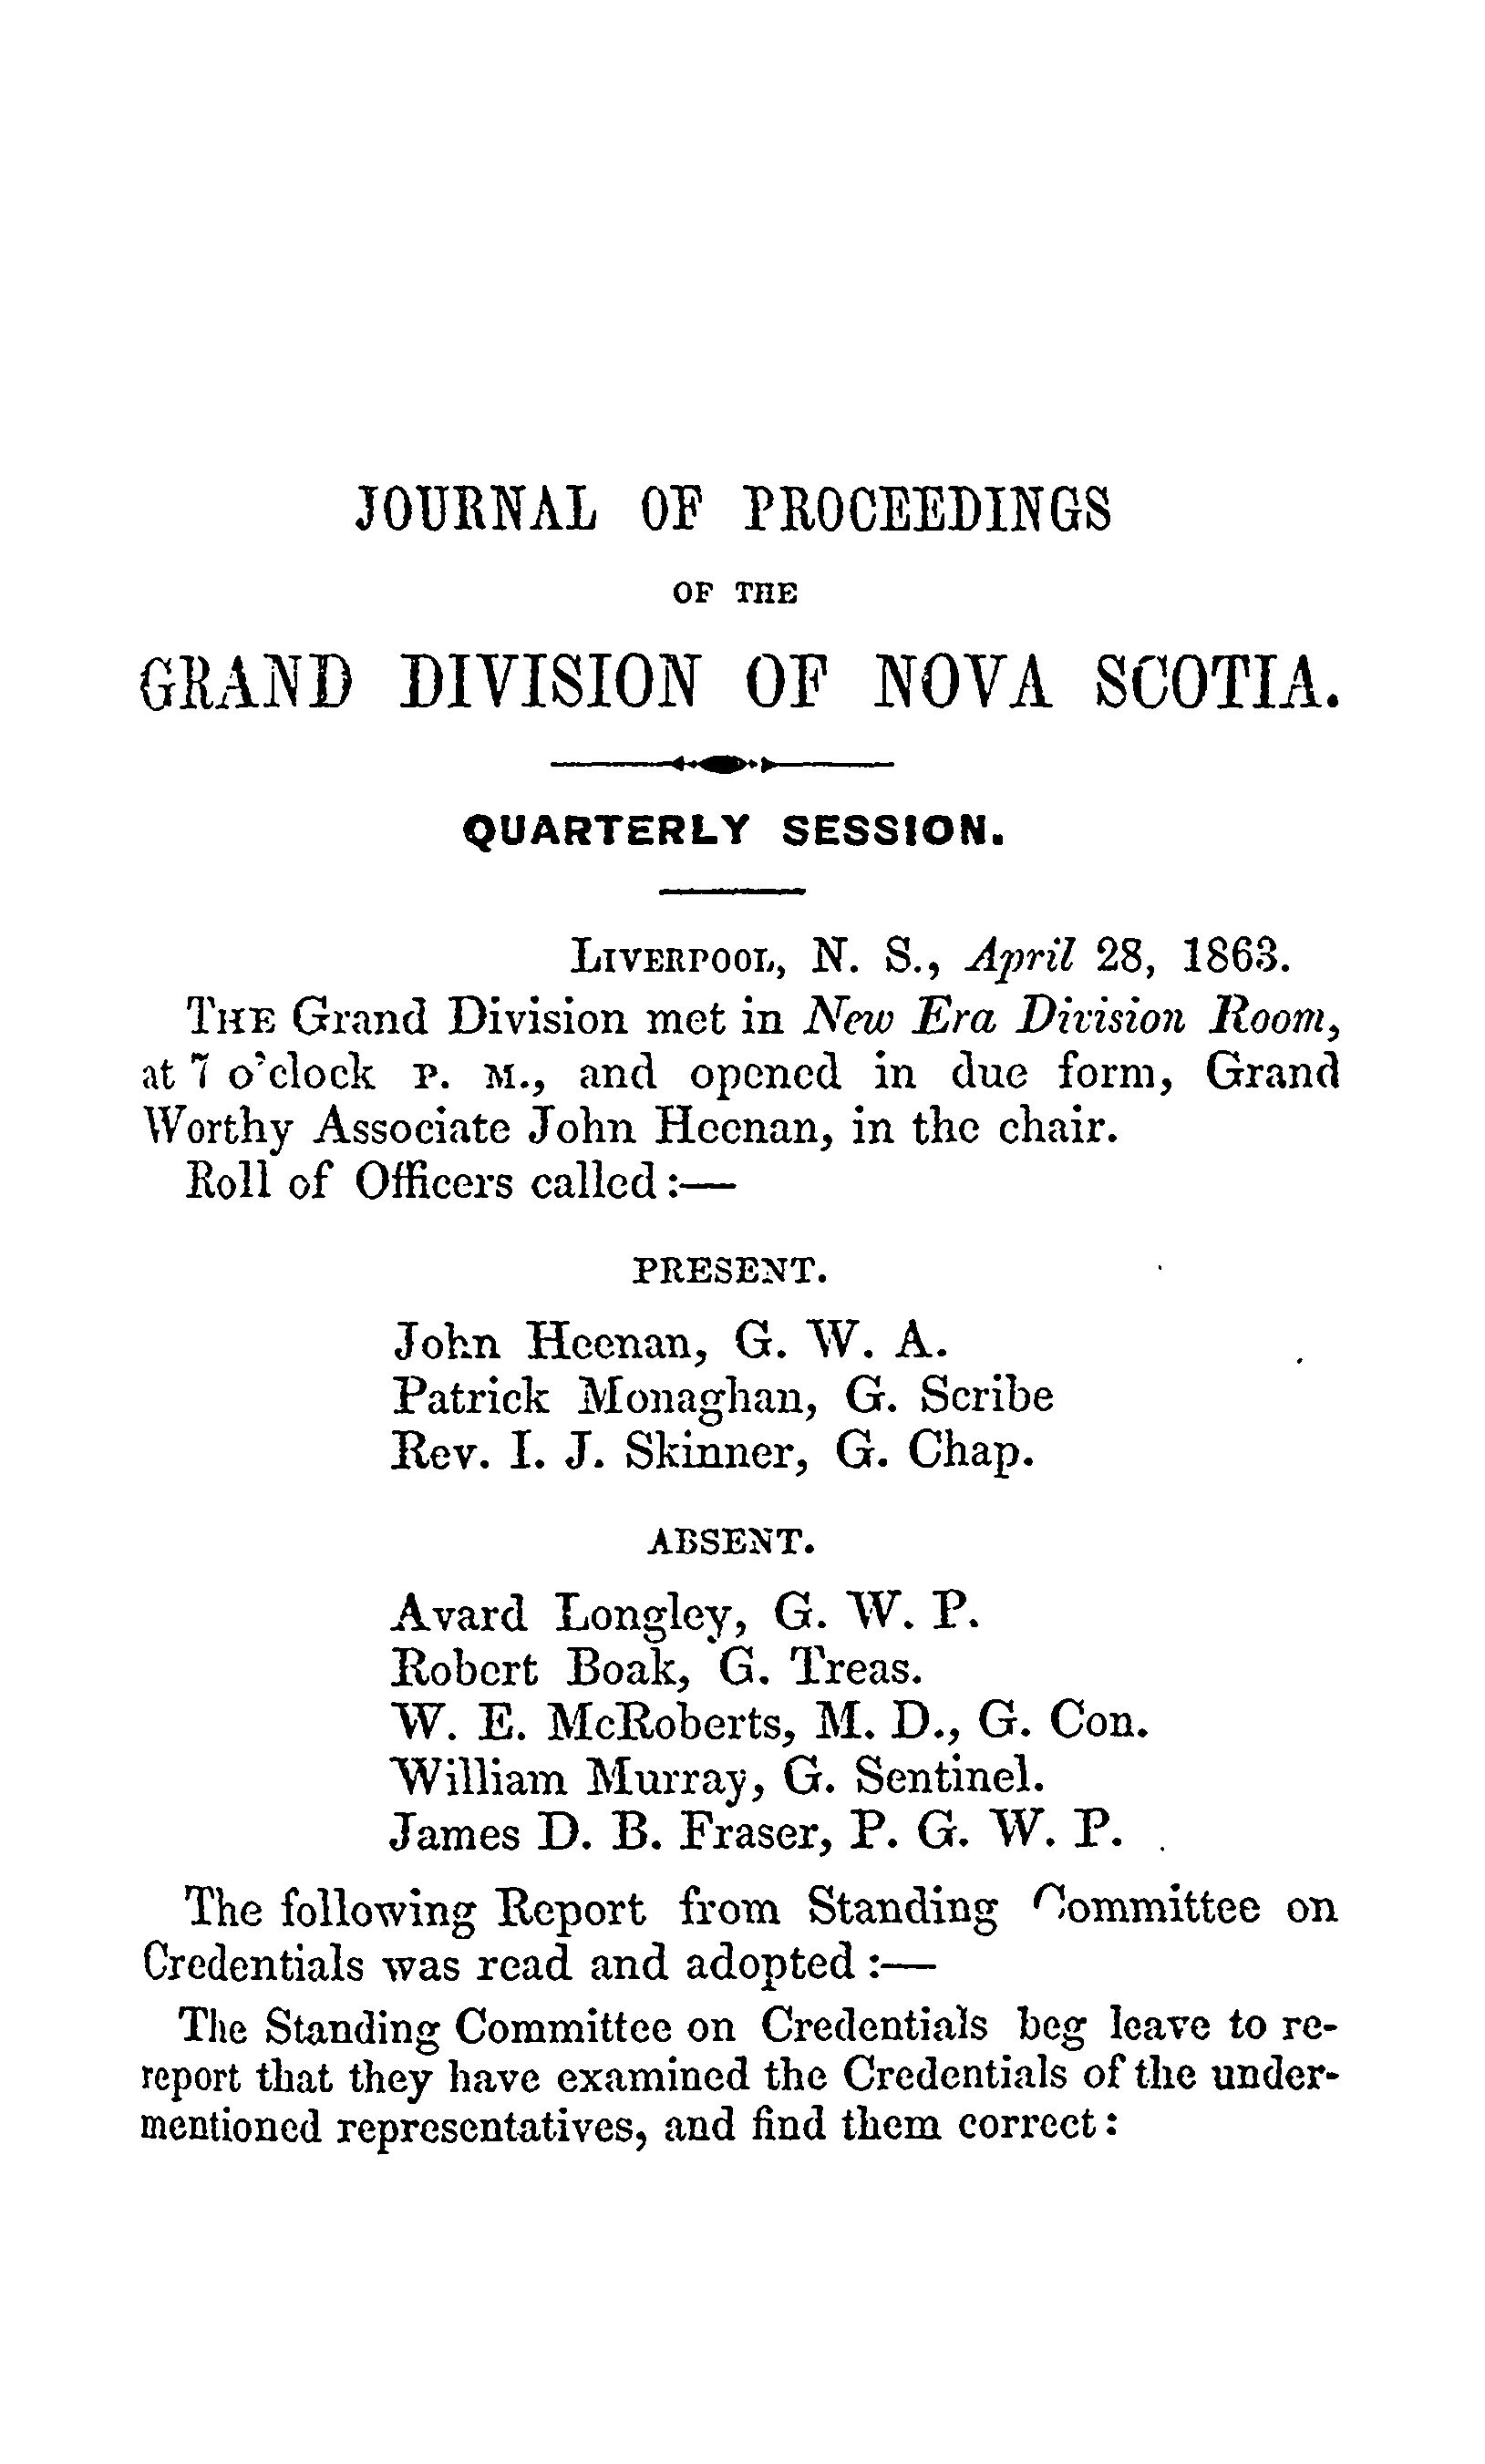 JOURNAL OF PROCEEDINGS
OF THE
GRAND DIVISION OF NOVA SCOTIA.
QUARTERLY SESSION.
LIVERPOOL, N. S., April 28, 1863.
THE Grand Division met in New Era Division Room,
at 7 o'clock P. M., and opened in due form, Grand
Worthy Associate John Heenan, in the chair.
Roll of Officers called :—
PRESENT.
John Heenan, G. W. A.
Patrick Monaghan, G. Scribe
Rev. I. J. Skinner, G. Chap.
ABSENT.
Avard Longley, G. W. P.
Robert Boak, G. Treas.
W. E. McRoberts, M. D., G. Con.
William Murray, G. Sentinel.
James D. B. Fraser, P. G. W. P.
The following Report from Standing Committee on
Credentials was read and adopted :—
The Standing Committee on Credentials beg leave to re-
report that they have examined the Credentials of the under-
mentioned representatives, and find them correct :